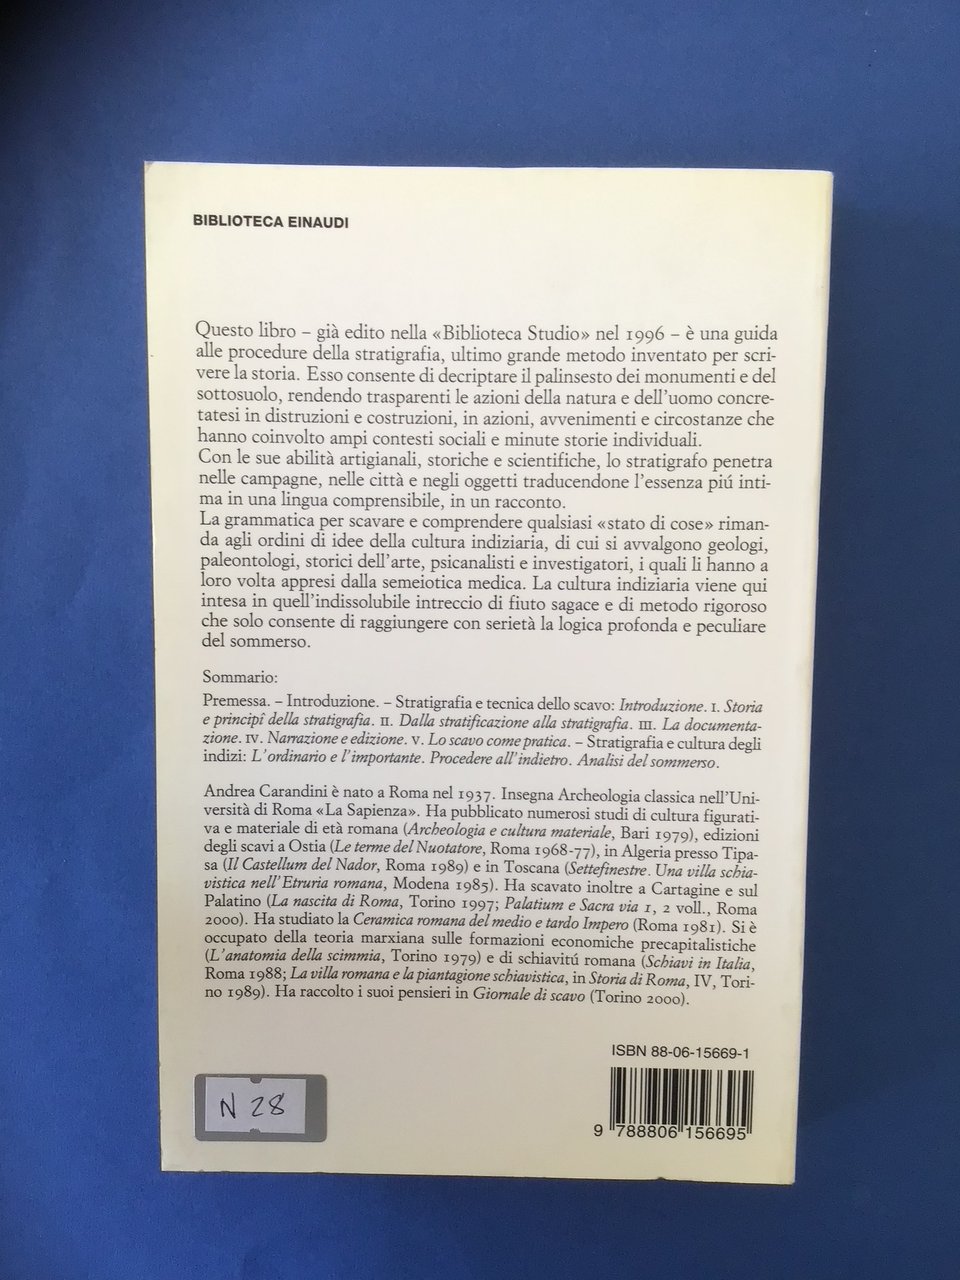 BIBLIOTECA EINAUDI
Questo libro – già edito nella «Biblioteca Studio» nel 1996 – è una guida
alle procedure della stratigrafia, ultimo grande metodo inventato per scri-
vere la storia. Esso consente di decriptare il palinsesto dei monumenti e del
sottosuolo, rendendo trasparenti le azioni della natura e dell'uomo concre-
tatesi in distruzioni e costruzioni, in azioni, avvenimenti e circostanze che
hanno coinvolto ampi contesti sociali e minute storie individuali.
Con le sue abilità artigianali, storiche e scientifiche, lo stratigrafo penetra
nelle campagne, nelle città e negli oggetti traducendone l'essenza piú inti-
ma in una lingua comprensibile, in un racconto.
La grammatica per scavare e comprendere qualsiasi «stato di cose» riman-
da agli ordini di idee della cultura indiziaria, di cui si avvalgono geologi,
paleontologi, storici dell'arte, psicanalisti e investigatori, i quali li hanno a
loro volta appresi dalla semeiotica medica. La cultura indiziaria viene qui
intesa in quell'indissolubile intreccio di fiuto sagace e di metodo rigoroso
che solo consente di raggiungere con serietà la logica profonda e peculiare
del sommerso.
Sommario:
Premessa. – Introduzione. – Stratigrafia e tecnica dello scavo: Introduzione. I. Storia
e principî della stratigrafia. II. Dalla stratificazione alla stratigrafia. III. La documenta-
zione. IV. Narrazione e edizione. V. Lo scavo come pratica. – Stratigrafia e cultura degli
indizi: L'ordinario e l'importante. Procedere all'indietro. Analisi del sommerso.
Andrea Carandini è nato a Roma nel 1937. Insegna Archeologia classica nell'Uni-
versità di Roma «La Sapienza». Ha pubblicato numerosi studi di cultura figurati-
va e materiale di età romana (Archeologia e cultura materiale, Bari 1979), edizioni
degli scavi a Ostia (Le terme del Nuotatore, Roma 1968-77), in Algeria presso Tipa-
sa (Il Castellum del Nador, Roma 1989) e in Toscana (Settefinestre. Una villa schia-
vistica nell'Etruria romana, Modena 1985). Ha scavato inoltre a Cartagine e sul
Palatino (La nascita di Roma, Torino 1997; Palatium e Sacra via I, 2 voll., Roma
2000). Ha studiato la Ceramica romana del medio e tardo Impero (Roma 1981). Si è
occupato della teoria marxiana sulle formazioni economiche precapitalistiche
(L'anatomia della scimmia, Torino 1979) e di schiavitú romana (Schiavi in Italia,
Roma 1988; La villa romana e la piantagione schiavistica, in Storia di Roma, IV, Tori-
no 1989). Ha raccolto i suoi pensieri in Giornale di scavo (Torino 2000).
ISBN 88-06-15669-1
9 788806 156695
N 28